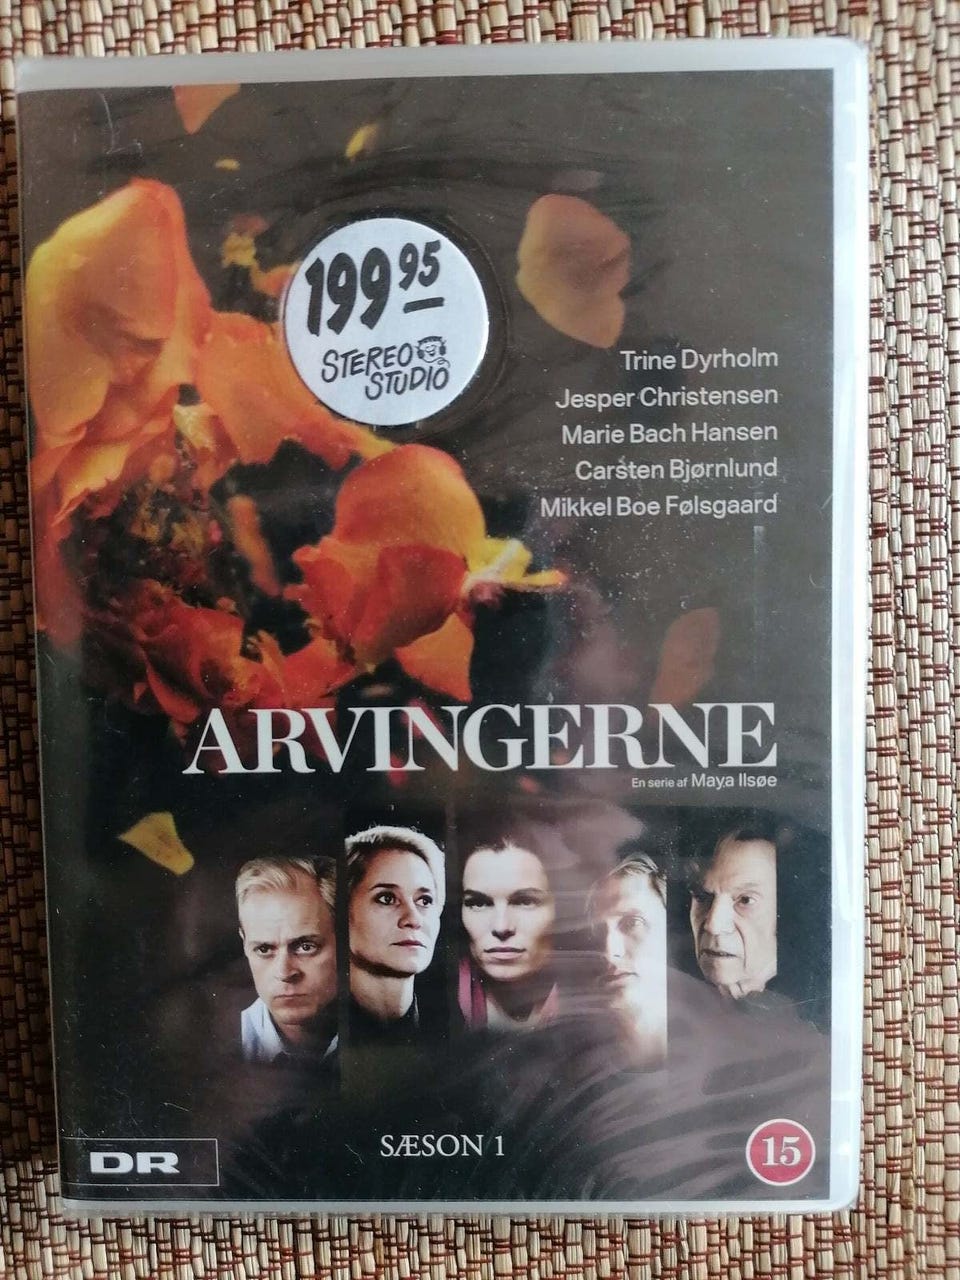 199 95
STEREO
STUDIO
Trine Dyrholm
Jesper Christensen
Marie Bach Hansen
Carsten Bjørnlund
Mikkel Boe Følsgaard
ARVINGERNE
En serie af Maya Ilsøe
SÆSON 1
DR
15